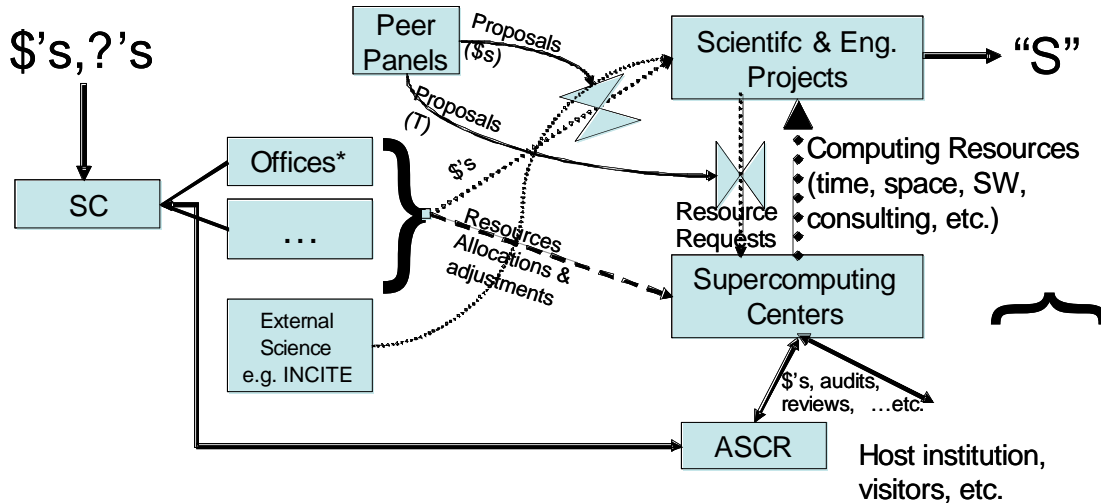 $'s,?'s
Peer
Panels
Proposals
($s)
Scientifc & Eng.
Projects
“S”
Proposals
(T)
Offices*
SC
…
$'s
Resources
Allocations &
adjustments
Resource
Requests
Computing Resources
(time, space, SW,
consulting, etc.)
Supercomputing
Centers
External
Science
e.g. INCITE
$'s, audits,
reviews, …etc.
ASCR
Host institution,
visitors, etc.